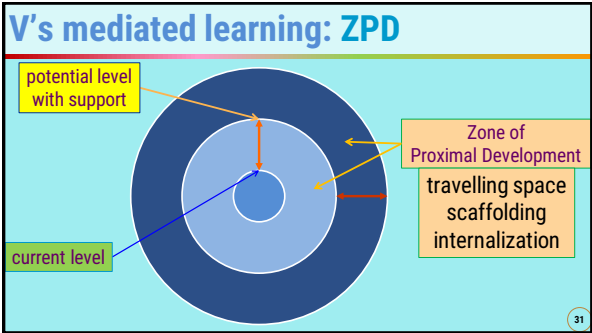 V's mediated learning: ZPD
potential level
with support
Zone of
Proximal Development
travelling space
scaffolding
internalization
current level
31